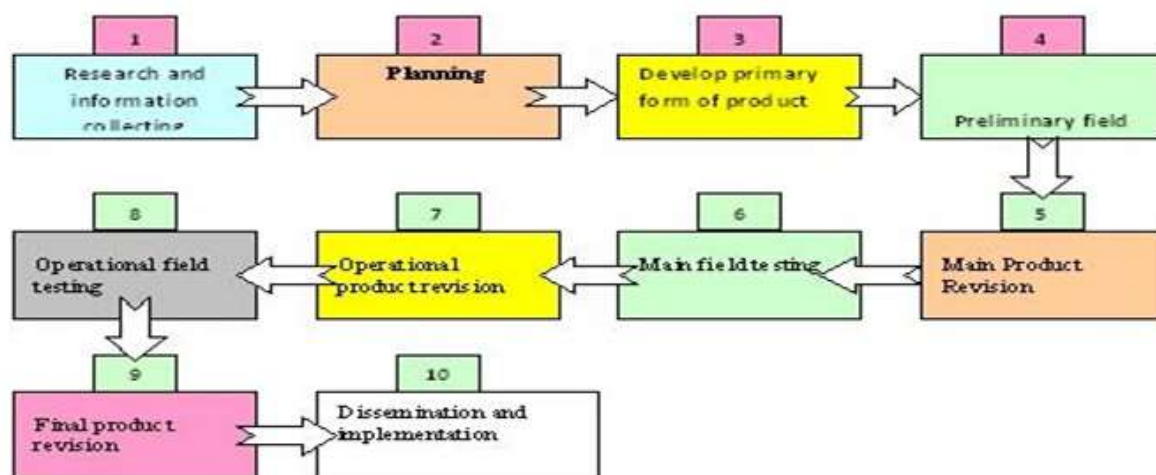 1
Research and
information
collecting
2
Planning
3
Develop primary
form of product
4
Preliminary field
8
Operational field
testing
7
Operational
product revision
6
Main field testing
5
Main Product
Revision
9
Final product
revision
10
Dissemination and
implementation